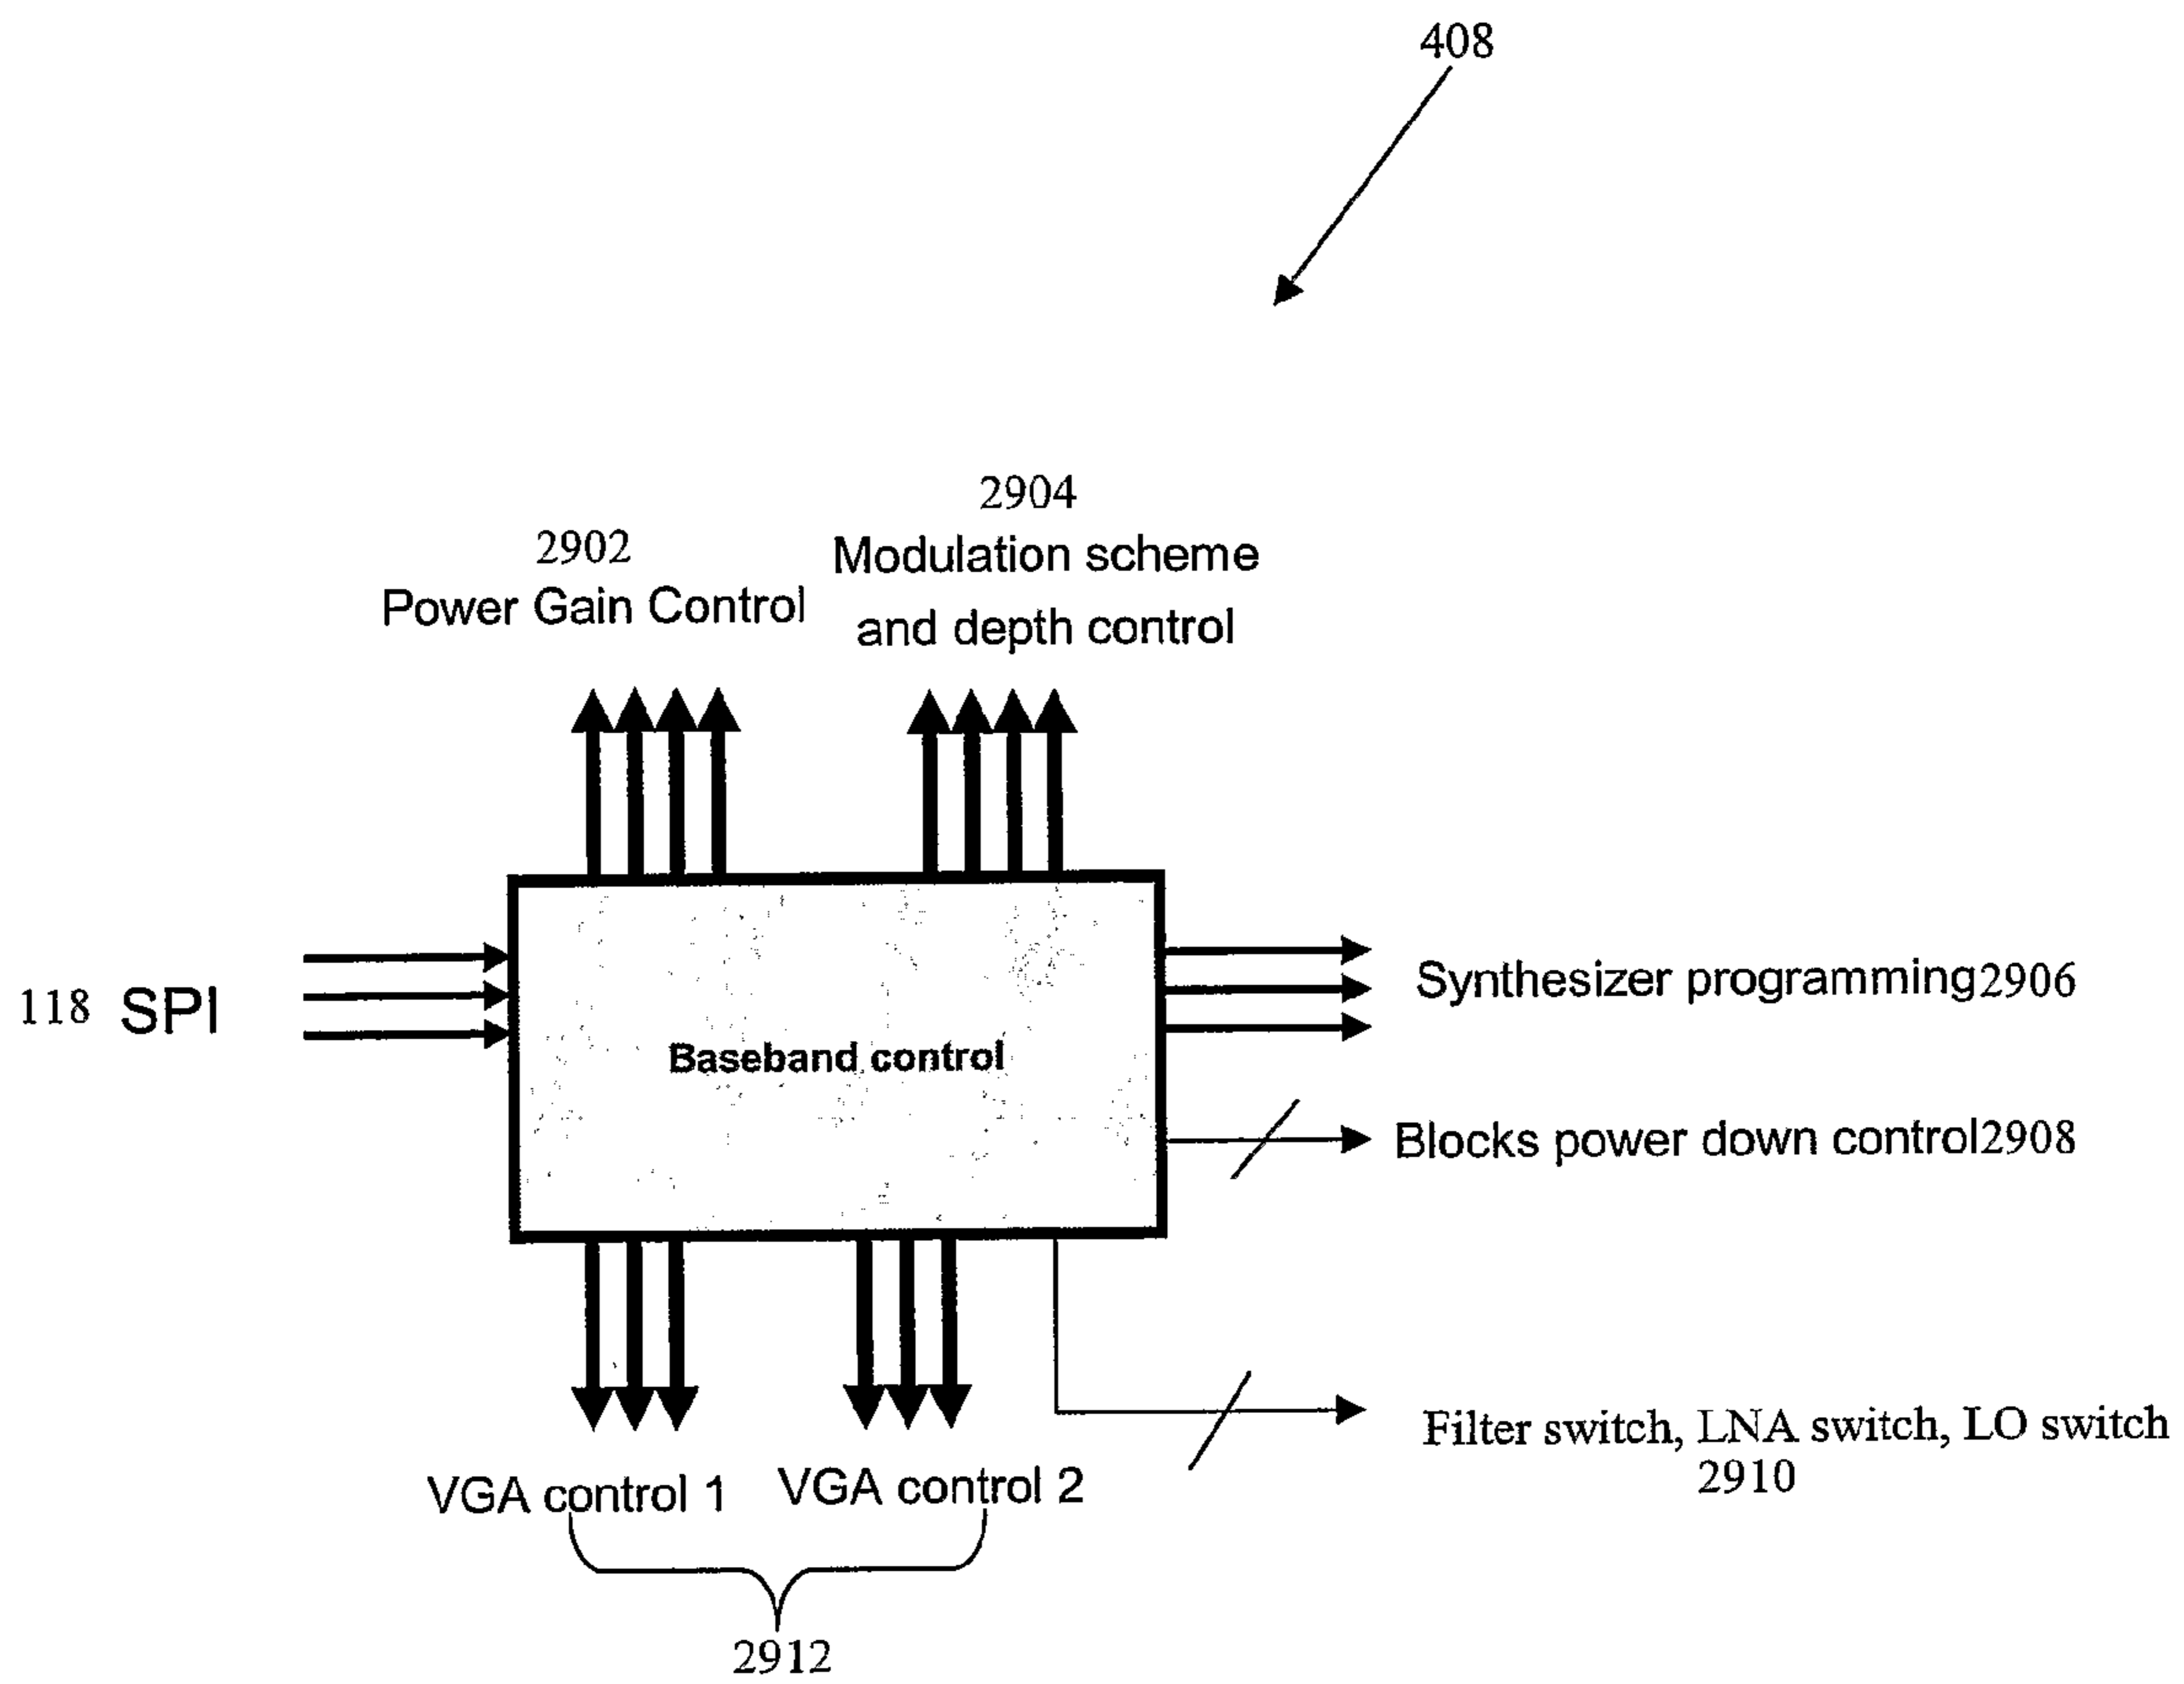 408
2904
2902
Modulation scheme
Power Gain Control
and depth control
118 SPI
Synthesizer programming2906
Baseband control
Blocks power down control2908
Filter switch, LNA switch, LO switch
2910
VGA control 1
VGA control 2
2912